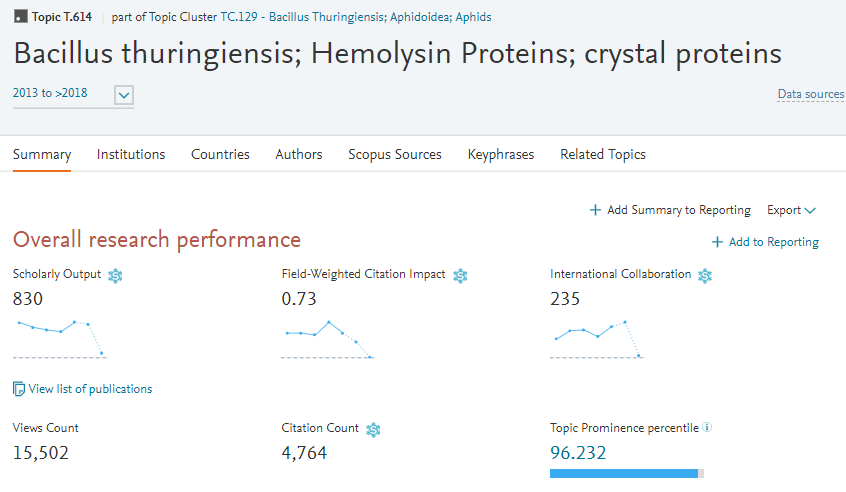 Topic T.614 part of Topic Cluster TC.129 - Bacillus Thuringiensis; Aphidoidea; Aphids
Bacillus thuringiensis; Hemolysin Proteins; crystal proteins
2013 to >2018
Data sources
Summary Institutions Countries Authors Scopus Sources Keyphrases Related Topics
+ Add Summary to Reporting Export
Overall research performance
+ Add to Reporting
Scholarly Output Field-Weighted Citation Impact International Collaboration
830 0.73 235
View list of publications
Views Count Citation Count Topic Prominence percentile
15,502 4,764 96.232